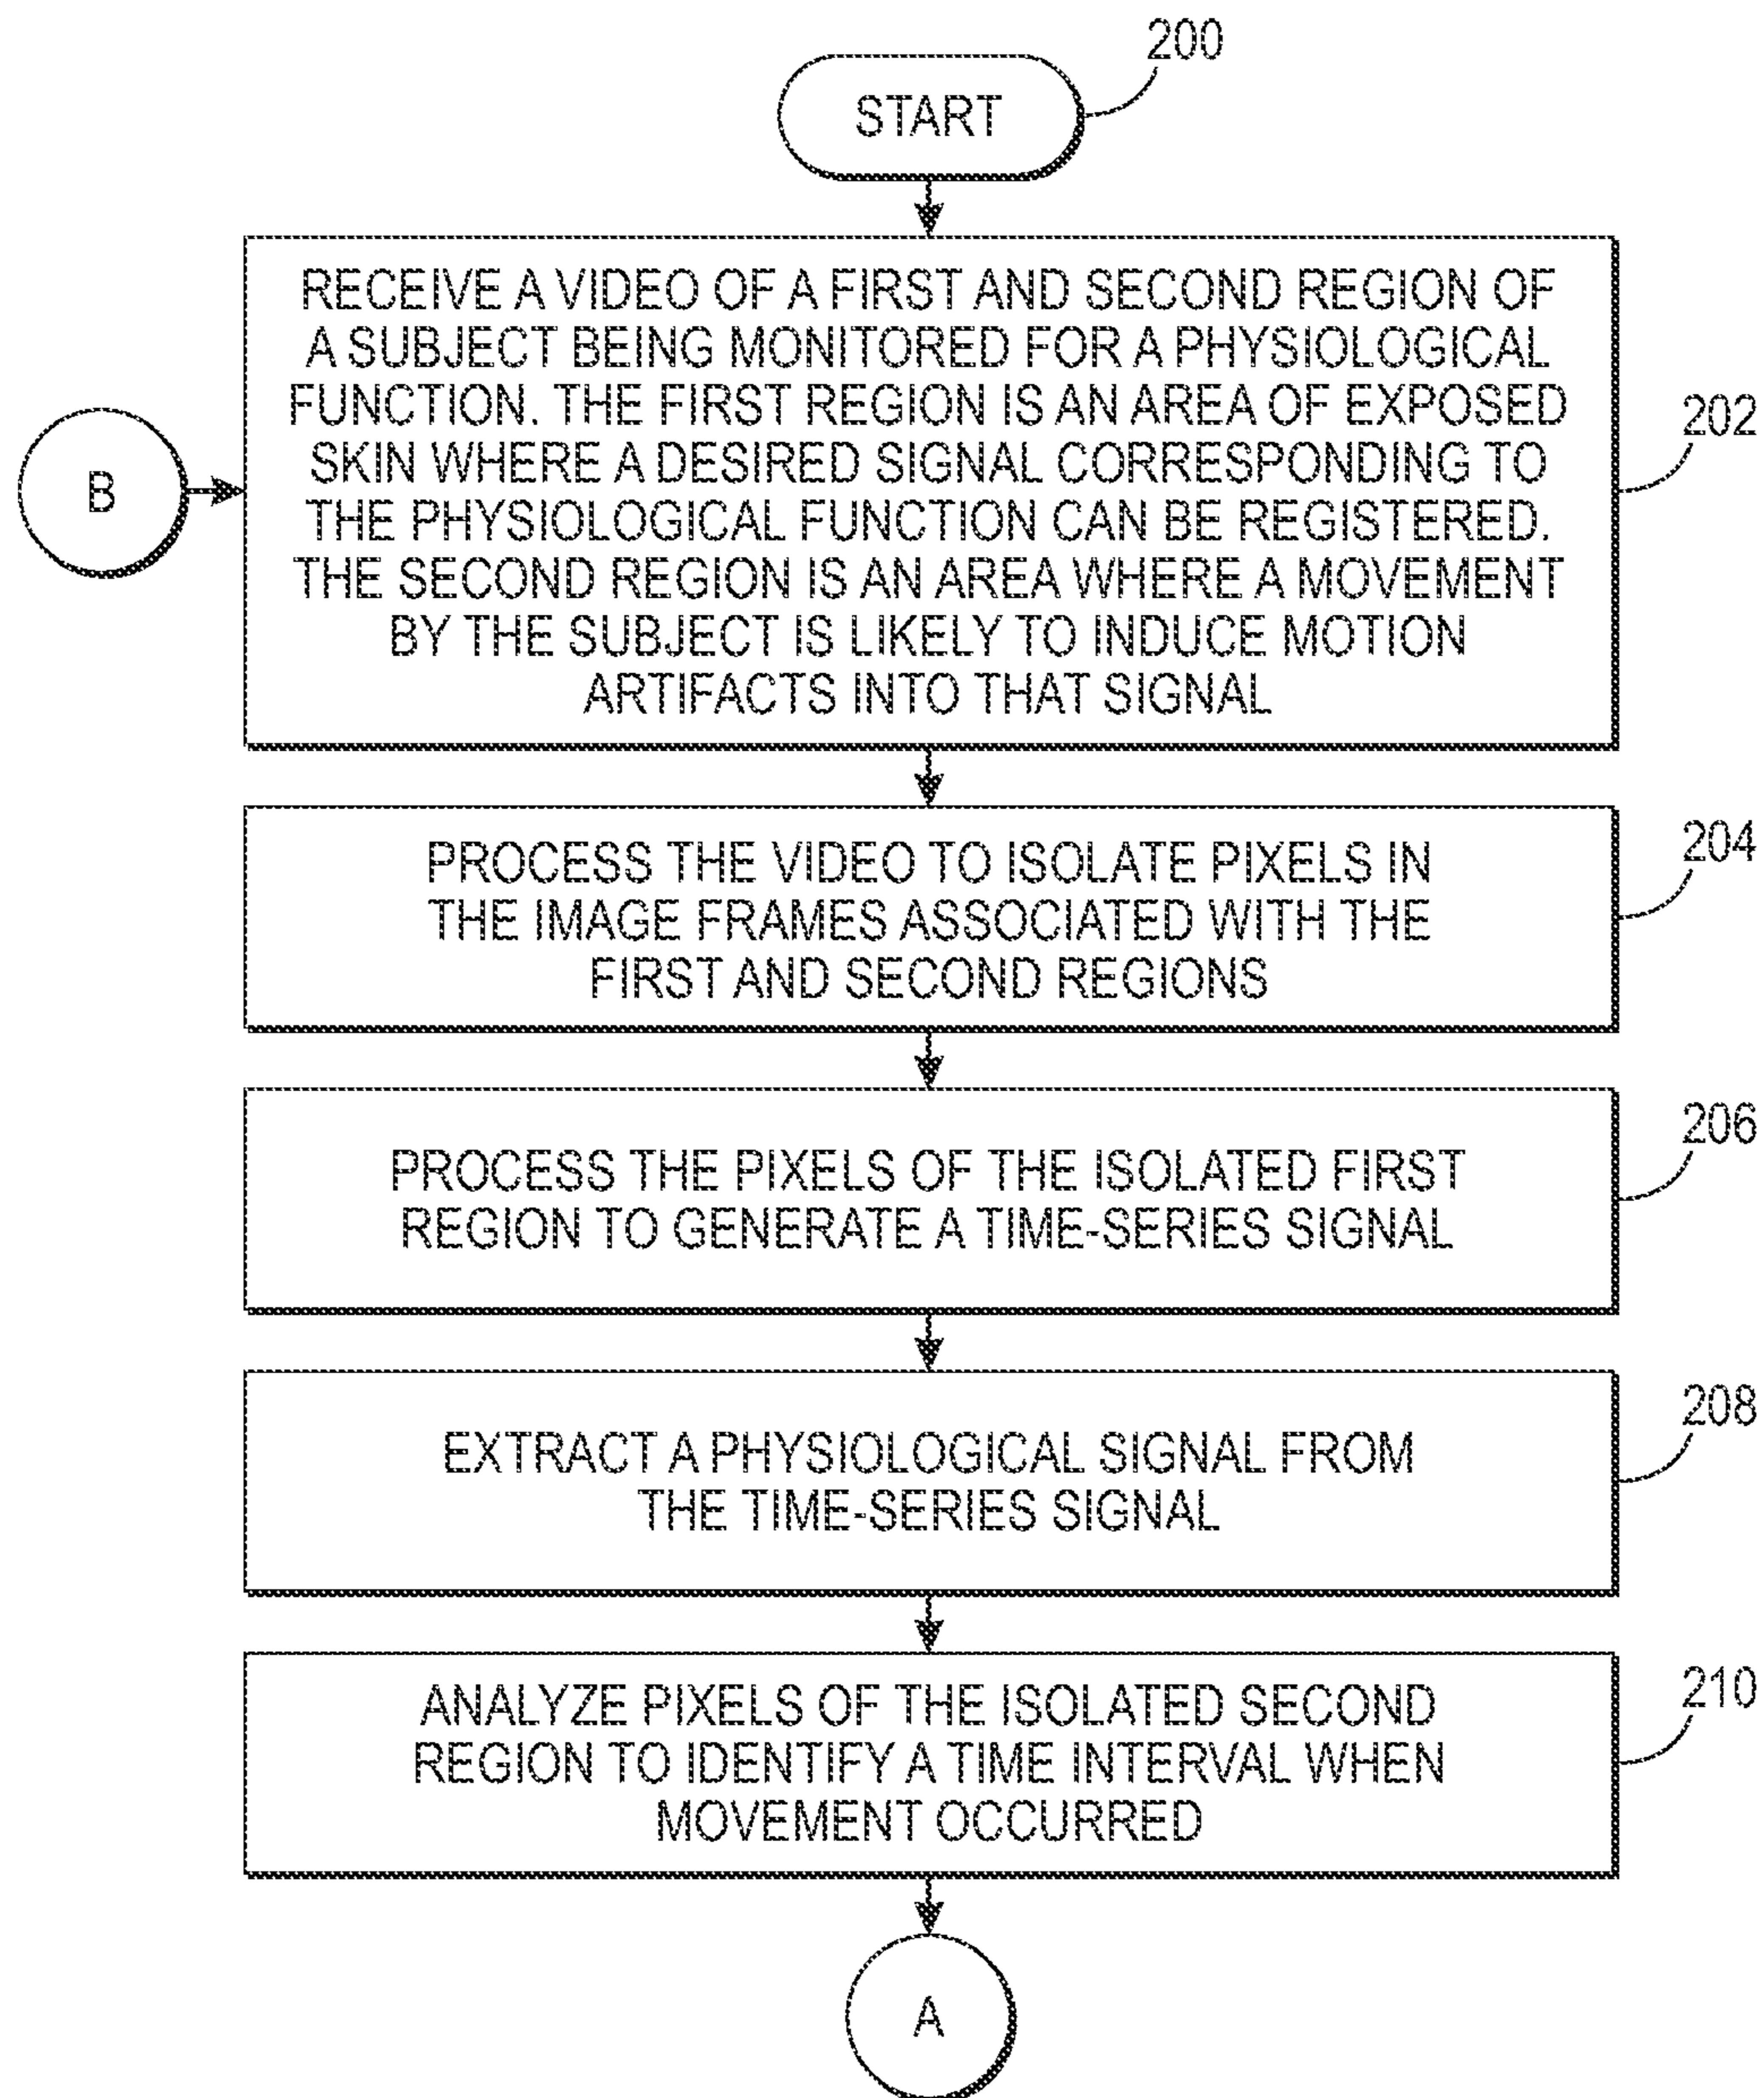 200
START
RECEIVE A VIDEO OF A FIRST AND SECOND REGION OF
A SUBJECT BEING MONITORED FOR A PHYSIOLOGICAL
FUNCTION. THE FIRST REGION IS AN AREA OF EXPOSED
SKIN WHERE A DESIRED SIGNAL CORRESPONDING TO
THE PHYSIOLOGICAL FUNCTION CAN BE REGISTERED.
THE SECOND REGION IS AN AREA WHERE A MOVEMENT
BY THE SUBJECT IS LIKELY TO INDUCE MOTION
ARTIFACTS INTO THAT SIGNAL
202
B
PROCESS THE VIDEO TO ISOLATE PIXELS IN
THE IMAGE FRAMES ASSOCIATED WITH THE
FIRST AND SECOND REGIONS
204
PROCESS THE PIXELS OF THE ISOLATED FIRST
REGION TO GENERATE A TIME-SERIES SIGNAL
206
EXTRACT A PHYSIOLOGICAL SIGNAL FROM
THE TIME-SERIES SIGNAL
208
ANALYZE PIXELS OF THE ISOLATED SECOND
REGION TO IDENTIFY A TIME INTERVAL WHEN
MOVEMENT OCCURRED
210
A